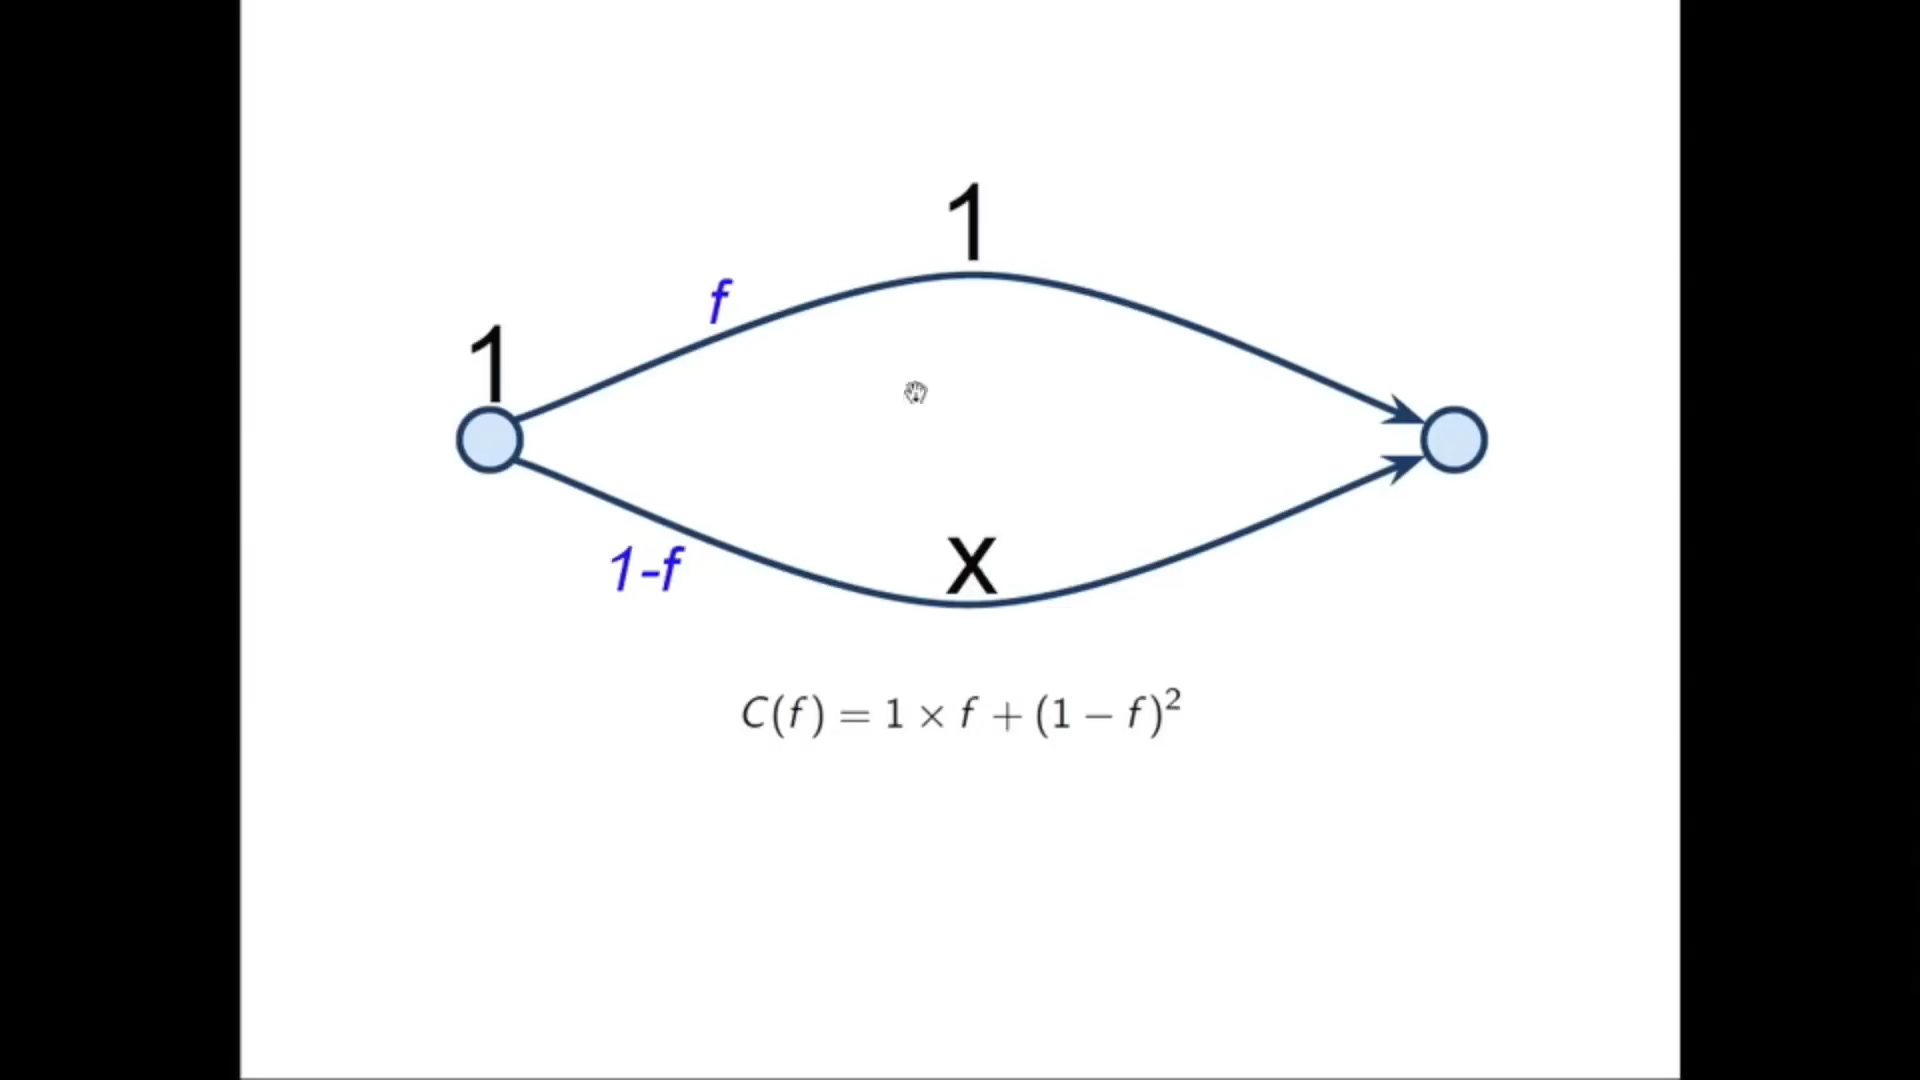 1
f
1
1-f
x
C(f) = 1 × f + (1 − f)²